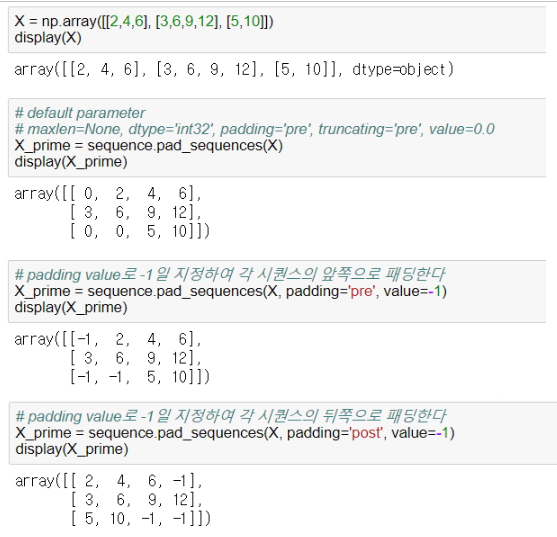 X = np.array([[2,4,6], [3,6,9,12], [5,10]])
display(X)
array([[2, 4, 6], [3, 6, 9, 12], [5, 10]], dtype=object)
# default parameter
# maxlen=None, dtype='int32', padding='pre', truncating='pre', value=0.0
X_prime = sequence.pad_sequences(X)
display(X_prime)
array([[ 0,  2,  4,  6],
       [ 3,  6,  9, 12],
       [ 0,  0,  5, 10]])
# padding value로 -1일 지정하여 각 시퀀스의 앞쪽으로 패딩한다
X_prime = sequence.pad_sequences(X, padding='pre', value=-1)
display(X_prime)
array([[-1,  2,  4,  6],
       [ 3,  6,  9, 12],
       [-1, -1,  5, 10]])
# padding value로 -1일 지정하여 각 시퀀스의 뒤쪽으로 패딩한다
X_prime = sequence.pad_sequences(X, padding='post', value=-1)
display(X_prime)
array([[ 2,  4,  6, -1],
       [ 3,  6,  9, 12],
       [ 5, 10, -1, -1]])